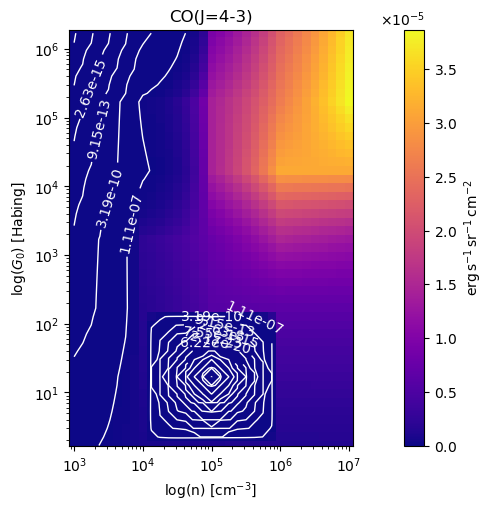 CO(J=4-3)
×10⁻⁵
10⁶
10⁵
10⁴
10³
10²
10¹
log(G₀) [Habing]
2.63e-15
9.15e-13
3.19e-10
1.11e-07
3.19e-10
1.11e-07
10³
10⁴
10⁵
10⁶
10⁷
log(n) [cm⁻³]
3.5
3.0
2.5
2.0
1.5
1.0
0.5
0.0
erg s⁻¹ sr⁻¹ cm⁻²